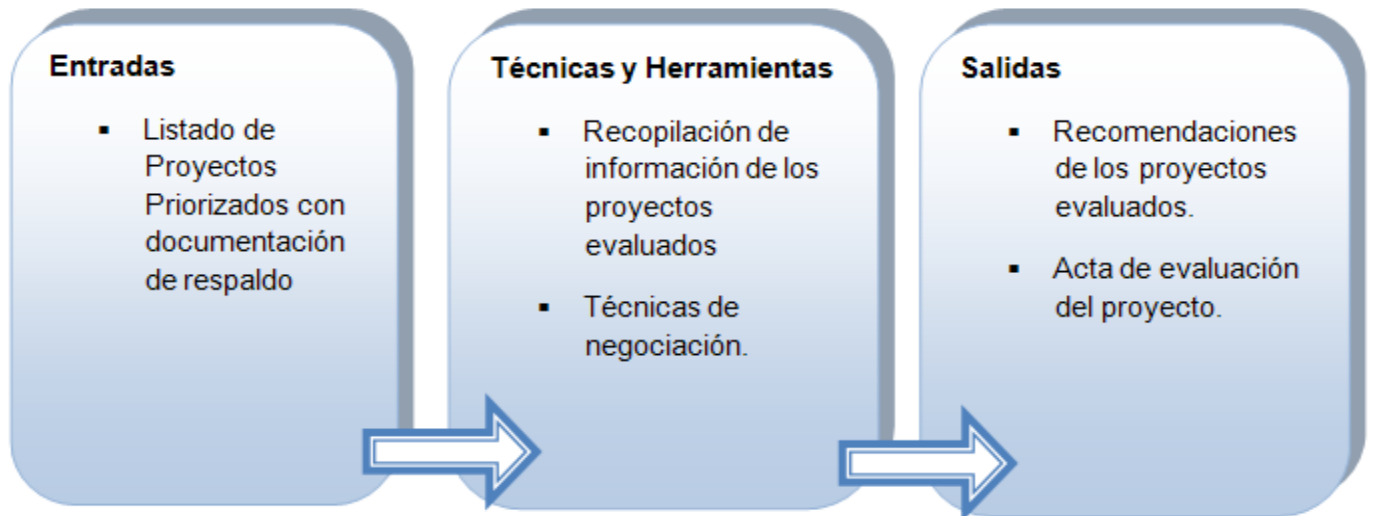 Entradas
▪ Listado de
Proyectos
Priorizados con
documentación
de respaldo
Técnicas y Herramientas
▪ Recopilación de
información de los
proyectos
evaluados
▪ Técnicas de
negociación.
Salidas
▪ Recomendaciones
de los proyectos
evaluados.
▪ Acta de evaluación
del proyecto.